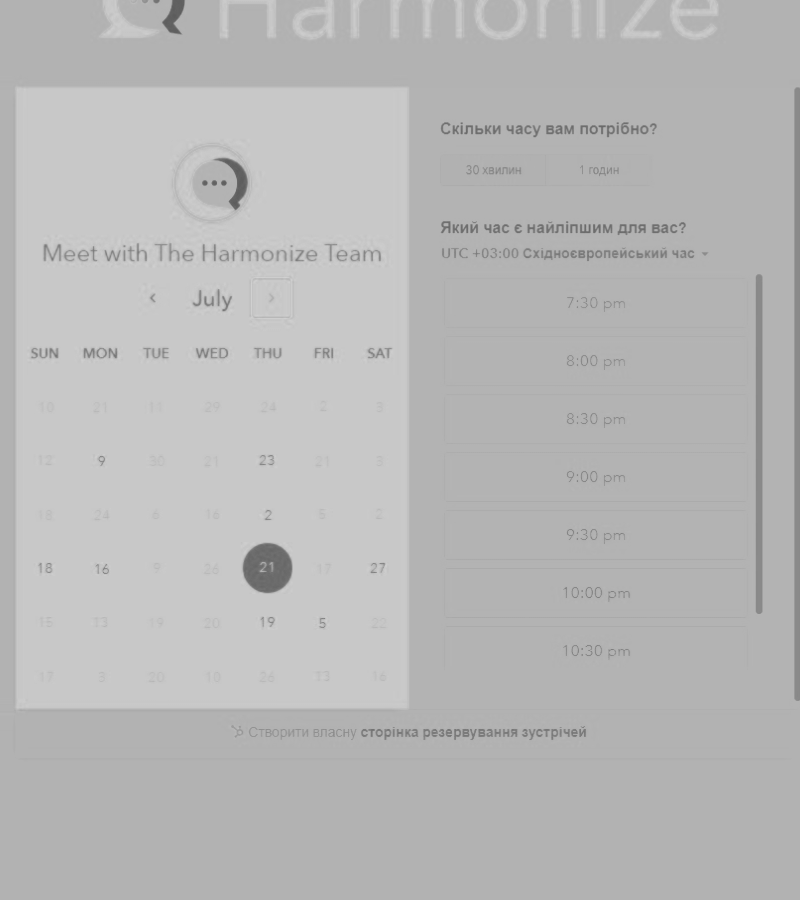 Harmonize
Meet with The Harmonize Team
July
SUN MON TUE WED THU FRI SAT
10 21 11 29 24 2 3
12 9 30 21 23 21 3
18 24 6 16 2 5 2
18 16 9 26 21 17 27
15 13 19 20 19 5 22
17 3 20 10 26 13 16
Скільки часу вам потрібно?
30 хвилин 1 годин
Який час є найліпшим для вас?
UTC +03:00 Східноєвропейський час
7:30 pm
8:00 pm
8:30 pm
9:00 pm
9:30 pm
10:00 pm
10:30 pm
Створити власну сторінка резервування зустрічей